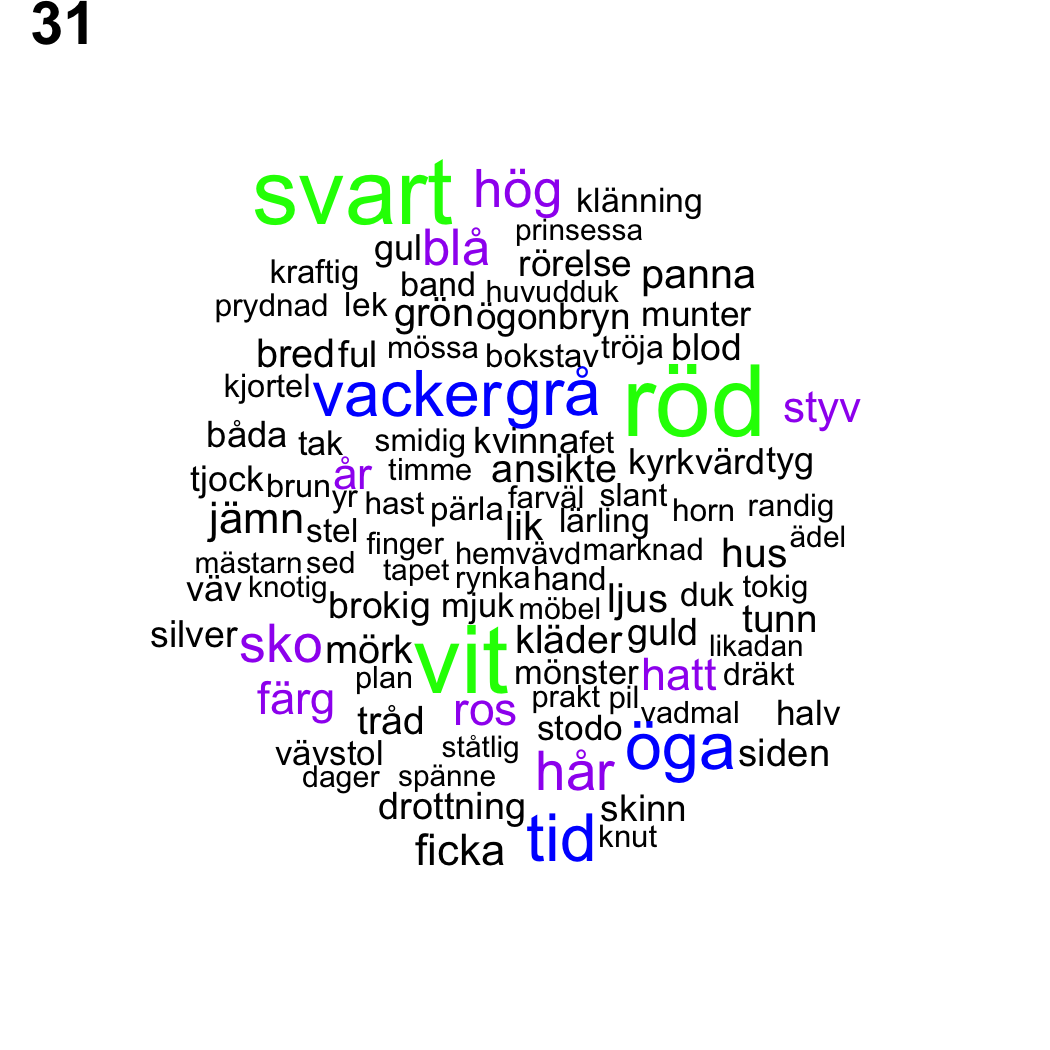 31
svart hög klänning
gul blå prinsessa
kraftig band rörelse panna
prydnad lek huvudduk
grön ögonbryn munter
bred ful mössa bokstav tröja blod
kjortel vacker grå röd styv
båda tak smidig kvinna fet
tjock brun år timme ansikte kyrkvärd tyg
yr hast pärla farväl slant horn randig
jämn stel lik lärling ädel
finger hemvävd marknad hus
mästarn sed tapet rynka hand
väv knotig brokig mjuk möbel ljus duk tokig
silver sko mörk vit kläder guld likadan tunn
plan mönster hatt dräkt
färg tråd ros prakt pil vadmal halv
vävstol ståtlig stodo öga siden
dager spänne hår
drottning skinn
ficka tid knut